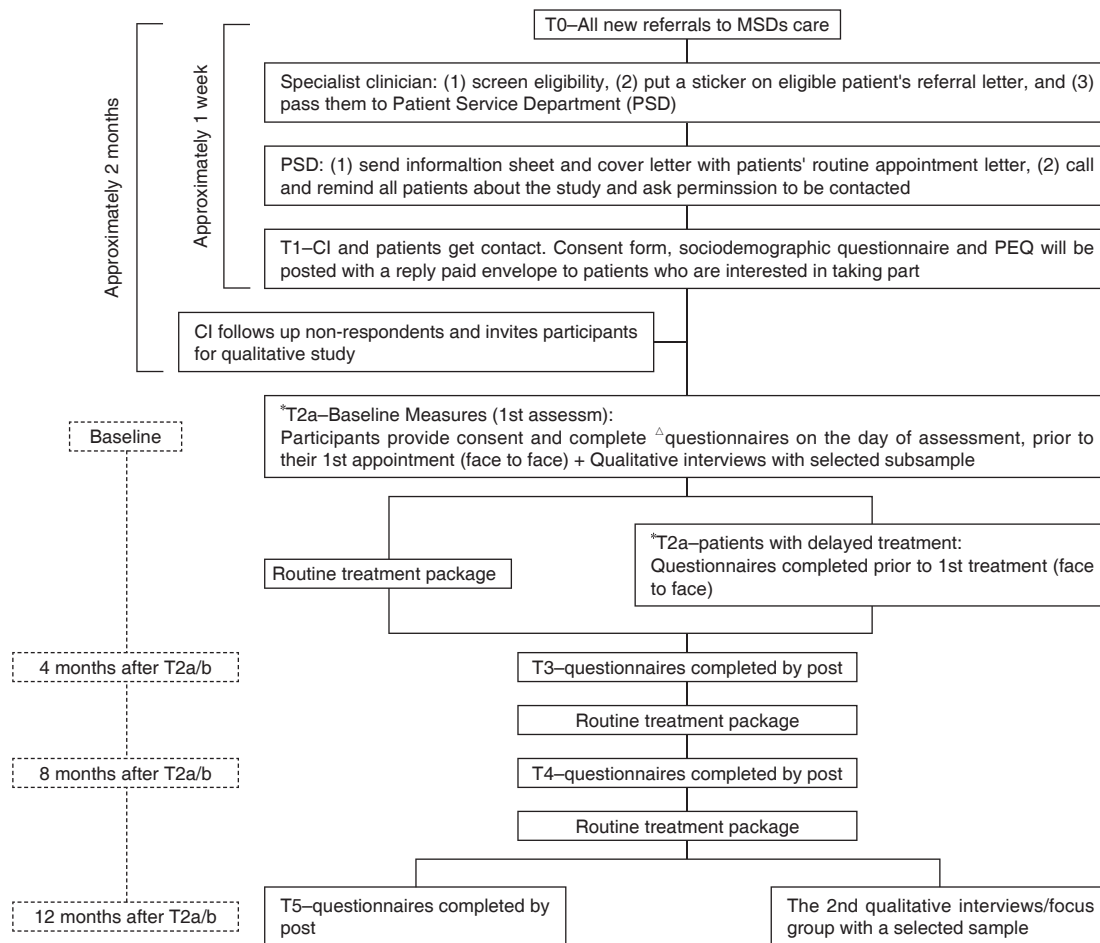 T0–All new referrals to MSDs care
Specialist clinician: (1) screen eligibility, (2) put a sticker on eligible patient's referral letter, and (3)
pass them to Patient Service Department (PSD)
Approximately 1 week
Approximately 2 months
PSD: (1) send informaltion sheet and cover letter with patients' routine appointment letter, (2) call
and remind all patients about the study and ask perminssion to be contacted
T1–CI and patients get contact. Consent form, sociodemographic questionnaire and PEQ will be
posted with a reply paid envelope to patients who are interested in taking part
CI follows up non-respondents and invites participants
for qualitative study
Baseline
*T2a–Baseline Measures (1st assessm):
Participants provide consent and complete △questionnaires on the day of assessment, prior to
their 1st appointment (face to face) + Qualitative interviews with selected subsample
Routine treatment package
*T2a–patients with delayed treatment:
Questionnaires completed prior to 1st treatment (face
to face)
4 months after T2a/b
T3–questionnaires completed by post
Routine treatment package
8 months after T2a/b
T4–questionnaires completed by post
Routine treatment package
12 months after T2a/b
T5–questionnaires completed by
post
The 2nd qualitative interviews/focus
group with a selected sample